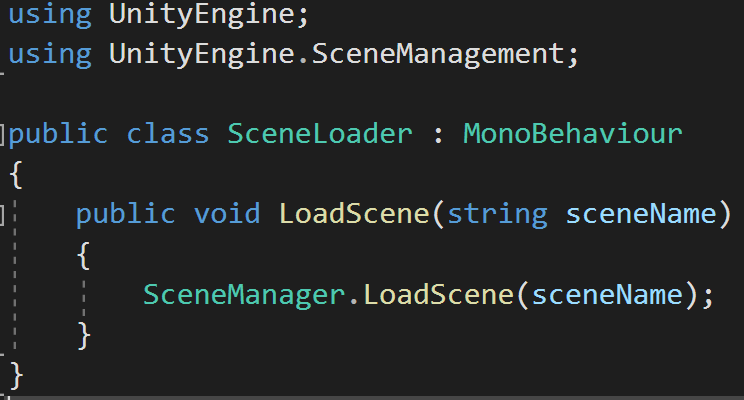 using UnityEngine;
using UnityEngine.SceneManagement;
public class SceneLoader : MonoBehaviour
{
    public void LoadScene(string sceneName)
    {
        SceneManager.LoadScene(sceneName);
    }
}